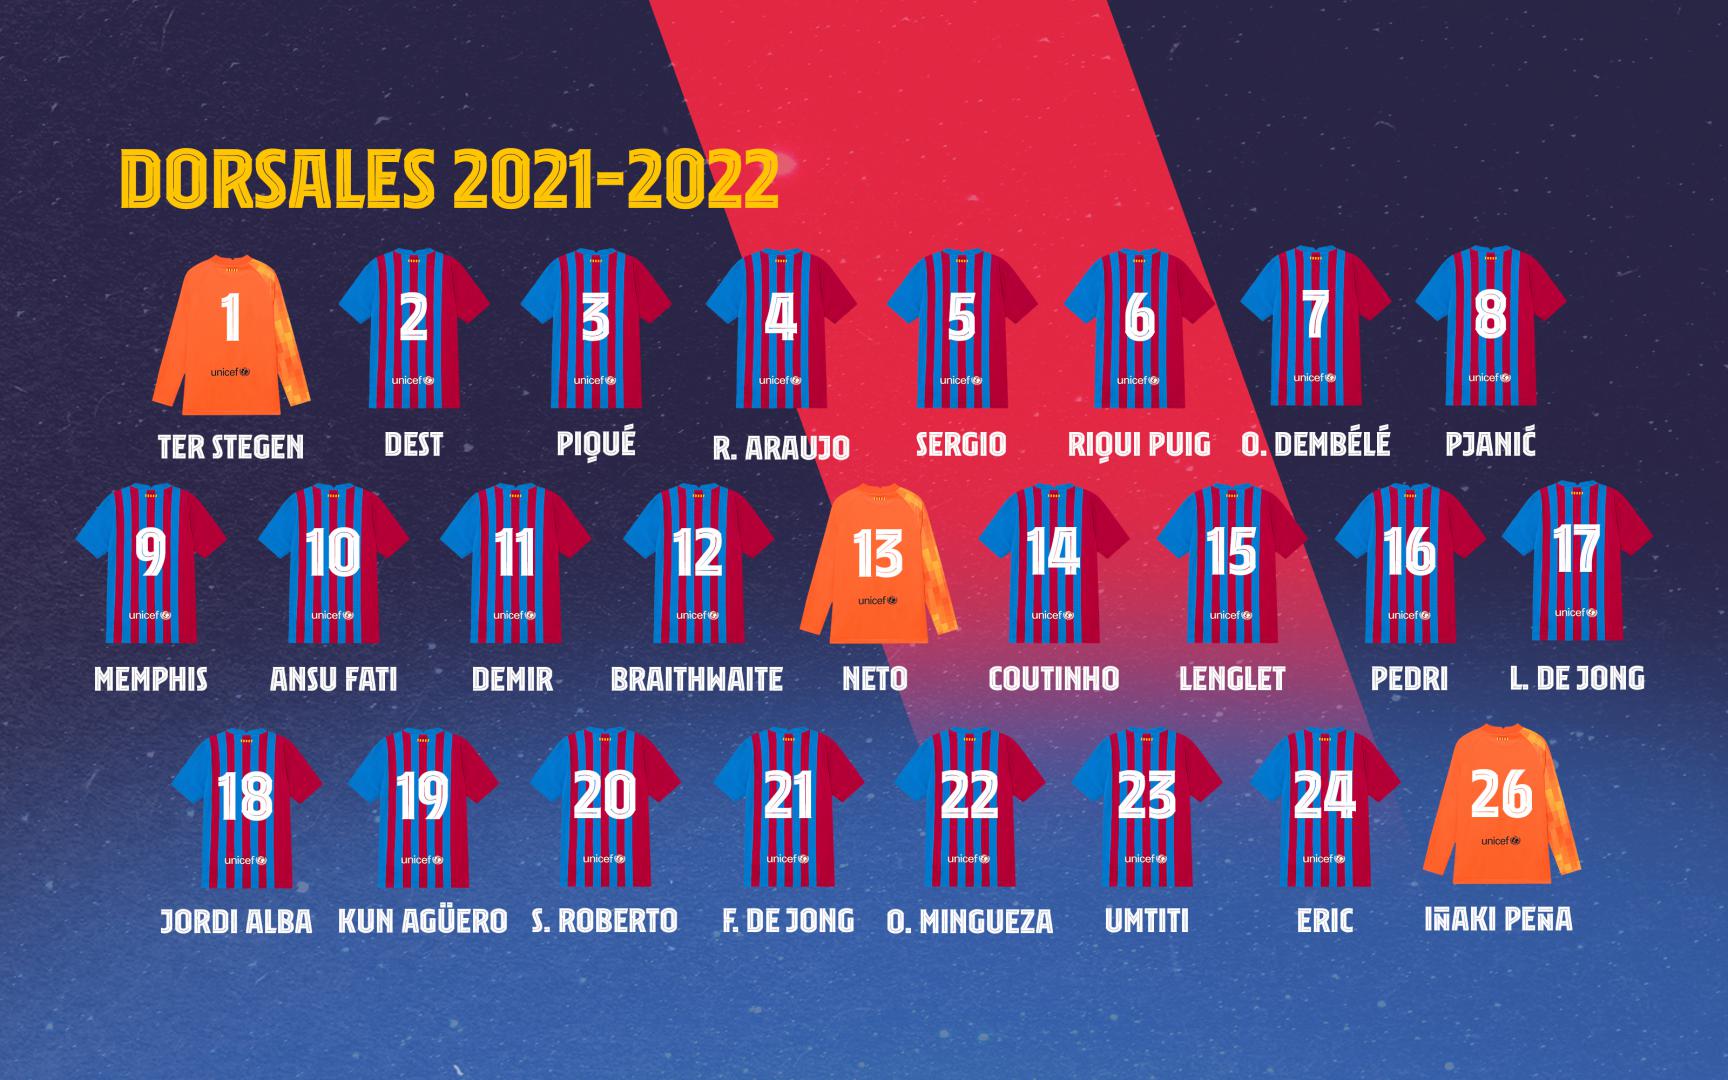 DORSALES 2021-2022
1 2 3 4 5 6 7 8
unicef unicef unicef unicef unicef unicef unicef unicef
TER STEGEN DEST PIQUÉ R. ARAUJO SERGIO RIQUI PUIG O. DEMBÉLÉ PJANIĆ
9 10 11 12 13 14 15 16 17
unicef unicef unicef unicef unicef unicef unicef unicef unicef
MEMPHIS ANSU FATI DEMIR BRAITHWAITE NETO COUTINHO LENGLET PEDRI L. DE JONG
18 19 20 21 22 23 24 26
unicef unicef unicef unicef unicef unicef unicef unicef
JORDI ALBA KUN AGÜERO S. ROBERTO F. DE JONG O. MINGUEZA UMTITI ERIC IÑAKI PEÑA